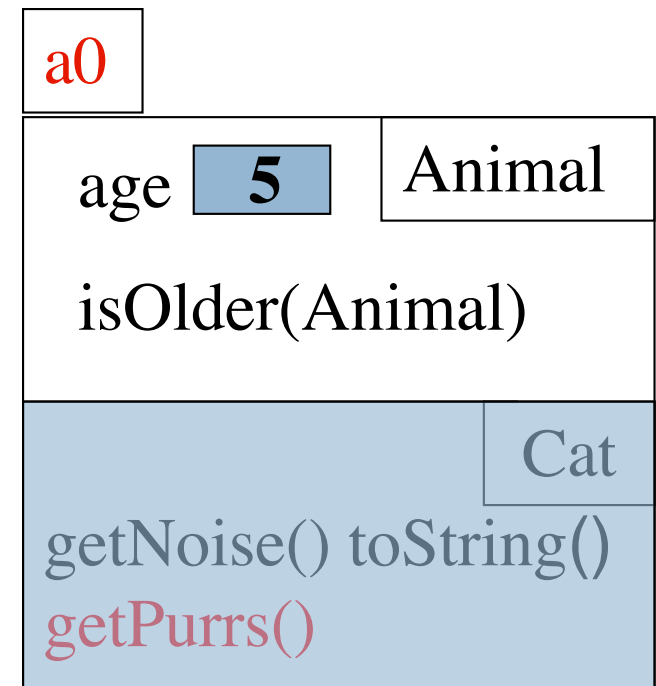 a0
age 5 Animal
isOlder(Animal)
Cat
getNoise() toString()
getPurrs()